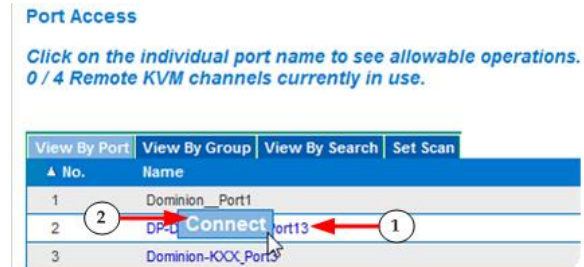 Port Access
Click on the individual port name to see allowable operations.
0 / 4 Remote KVM channels currently in use.
View By Port View By Group View By Search Set Scan
▲ No. Name
1 Dominion__Port1
2 2 DP-D Connect Port13 1
3 Dominion-KXX_Port3